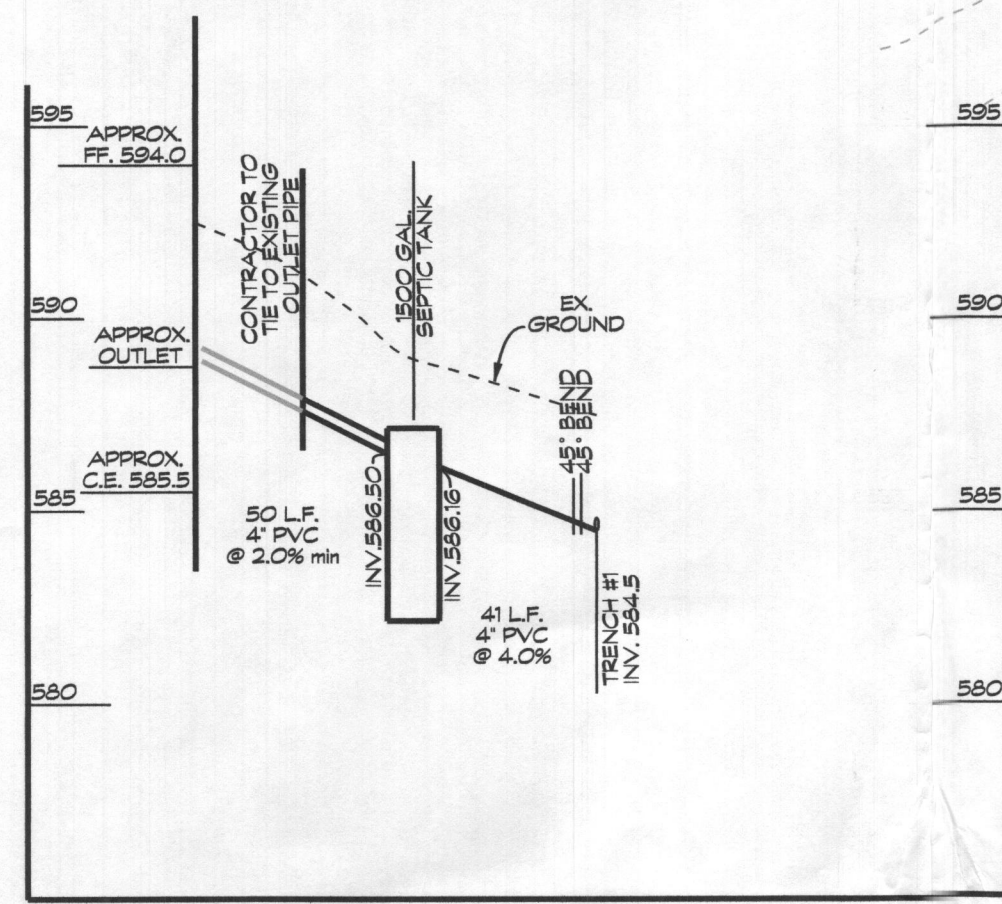 595
APPROX.
FF. 594.0
CONTRACTOR TO
TIE TO EXISTING
OUTLET PIPE
1500 GAL.
SEPTIC TANK
595
590
APPROX.
OUTLET
EX.
GROUND
590
45° BEND
45° BEND
APPROX.
C.E. 585.5
585
50 L.F.
4" PVC
@ 2.0% min
INV.586.50
INV.586.16
585
41 L.F.
4" PVC
@ 4.0%
TRENCH #1
INV. 584.5
580
580